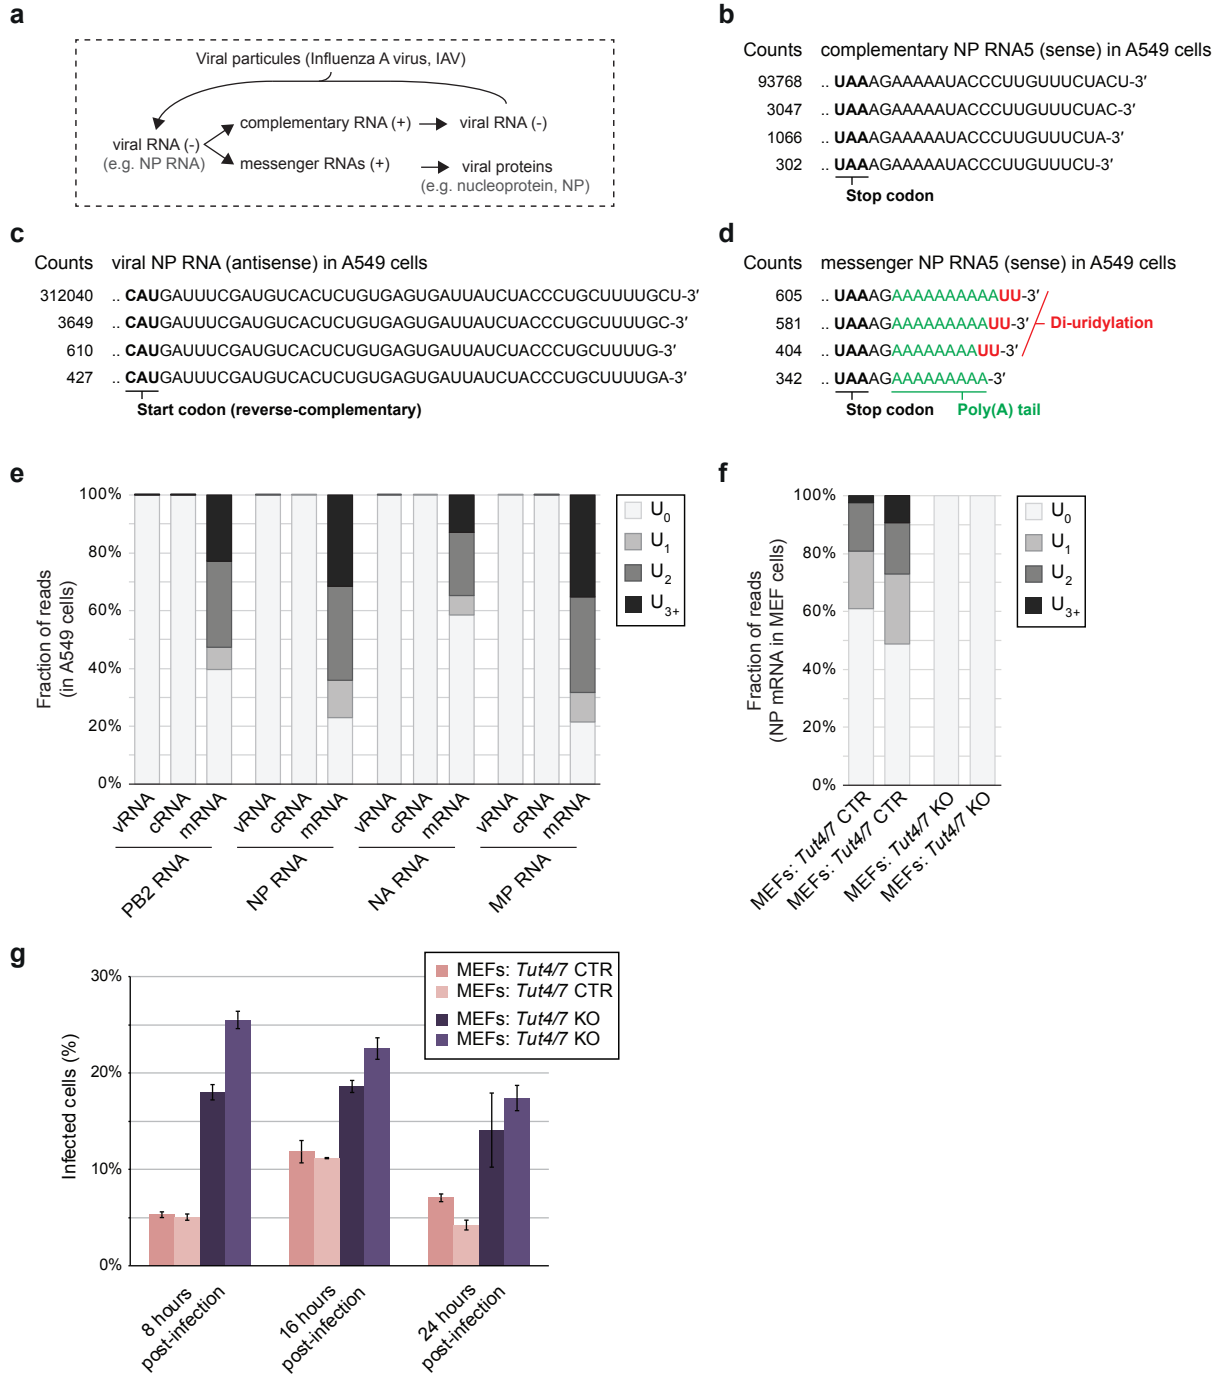 a
Viral particules (Influenza A virus, IAV)
complementary RNA (+)
viral RNA (-)
viral RNA (-)
(e.g. NP RNA)
messenger RNAs (+)
viral proteins
(e.g. nucleoprotein, NP)
b
Counts complementary NP RNA5 (sense) in A549 cells
93768 .. UAAAGAAAAAUACCCUUGUUUCUACU-3′
3047 .. UAAAGAAAAAUACCCUUGUUUCUAC-3′
1066 .. UAAAGAAAAAUACCCUUGUUUCUA-3′
302 .. UAAAGAAAAAUACCCUUGUUUCU-3′
Stop codon
c
Counts viral NP RNA (antisense) in A549 cells
312040 .. CAUGAUUUCGAUGUCACUCUGUGAGUGAUUAUCUACCCUGCUUUUGCU-3′
3649 .. CAUGAUUUCGAUGUCACUCUGUGAGUGAUUAUCUACCCUGCUUUUGC-3′
610 .. CAUGAUUUCGAUGUCACUCUGUGAGUGAUUAUCUACCCUGCUUUUG-3′
427 .. CAUGAUUUCGAUGUCACUCUGUGAGUGAUUAUCUACCCUGCUUUUGA-3′
Start codon (reverse-complementary)
d
Counts messenger NP RNA5 (sense) in A549 cells
605 .. UAAAGAAAAAAAAAAUU-3′
581 .. UAAAGAAAAAAAAAUU-3′
404 .. UAAAGAAAAAAAAUU-3′
342 .. UAAAGAAAAAAAAA-3′
Di-uridylation
Stop codon Poly(A) tail
e
Fraction of reads
(in A549 cells)
100%
80%
60%
40%
20%
0%
U0
U1
U2
U3+
vRNA cRNA mRNA vRNA cRNA mRNA vRNA cRNA mRNA vRNA cRNA mRNA
PB2 RNA NP RNA NA RNA MP RNA
f
Fraction of reads
(NP mRNA in MEF cells)
100%
80%
60%
40%
20%
0%
U0
U1
U2
U3+
MEFs: Tut4/7 CTR
MEFs: Tut4/7 CTR
MEFs: Tut4/7 KO
MEFs: Tut4/7 KO
g
Infected cells (%)
30%
20%
10%
0%
MEFs: Tut4/7 CTR
MEFs: Tut4/7 CTR
MEFs: Tut4/7 KO
MEFs: Tut4/7 KO
8 hours
post-infection
16 hours
post-infection
24 hours
post-infection